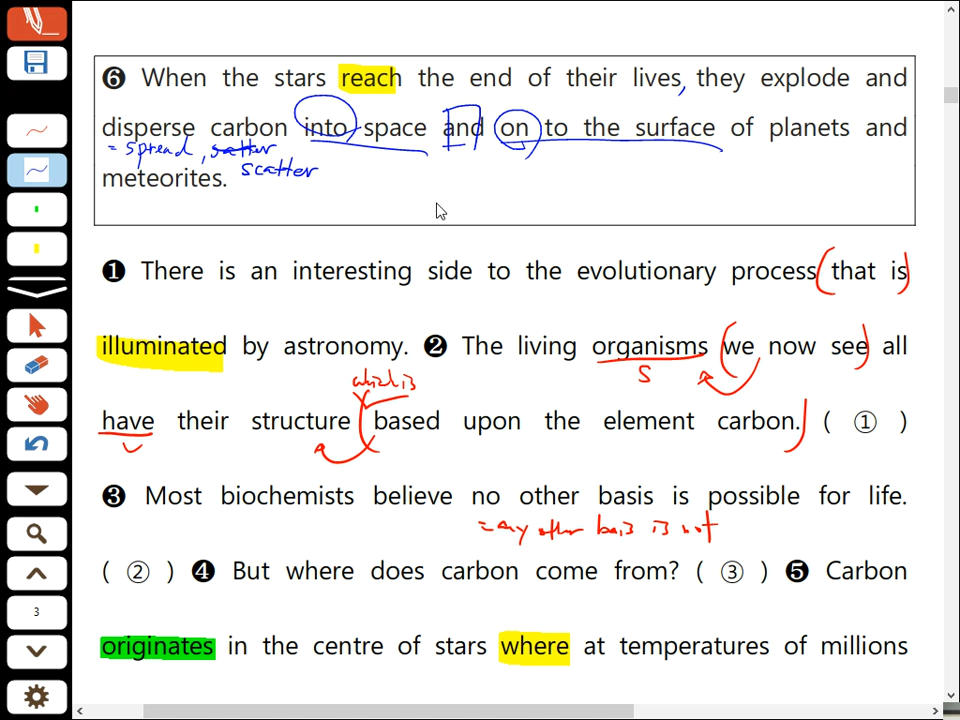 ❻ When the stars reach the end of their lives, they explode and
disperse carbon into space and on to the surface of planets and
= spread, scatter
scatter
meteorites.
❶ There is an interesting side to the evolutionary process (that is)
illuminated by astronomy. ❷ The living organisms (we now see) all
S
which is
have their structure (based upon the element carbon.) ( ① )
v
❸ Most biochemists believe no other basis is possible for life.
= any other basis is not
( ② ) ❹ But where does carbon come from? ( ③ ) ❺ Carbon
originates in the centre of stars where at temperatures of millions
3